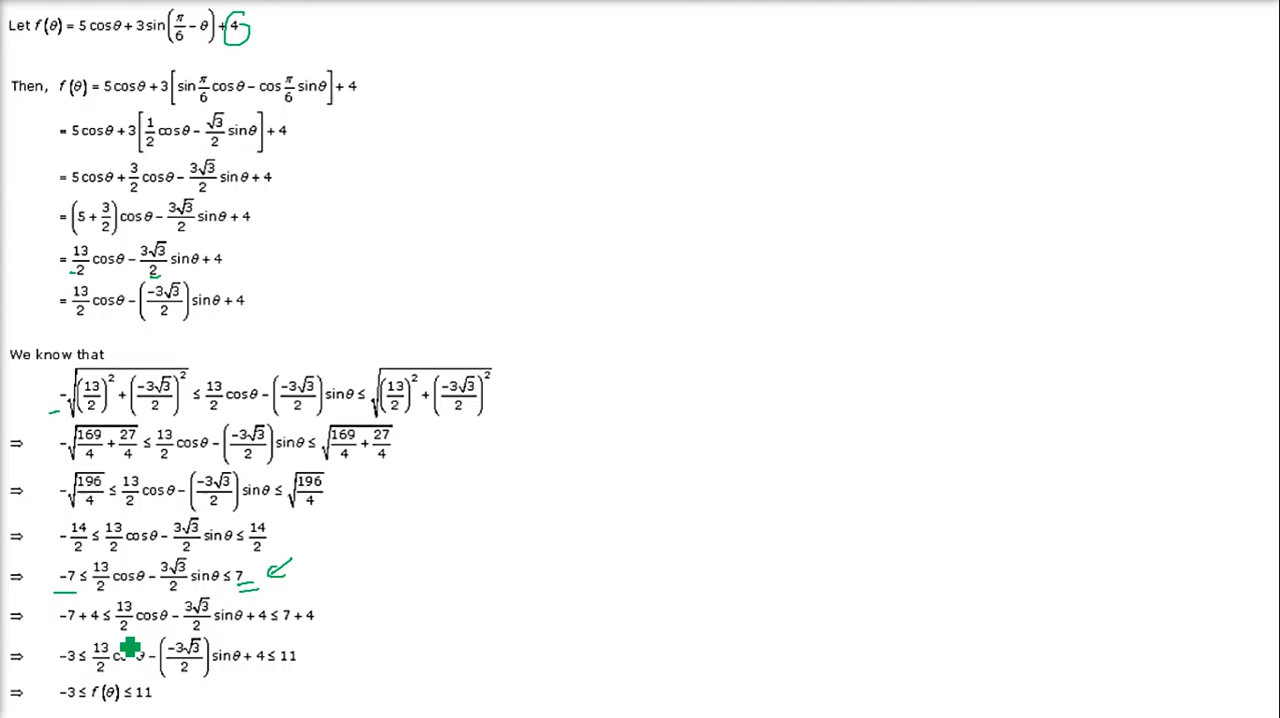 Let f(θ) = 5 cosθ + 3 sin(π/6 − θ) + 4
Then, f(θ) = 5 cosθ + 3[sin π/6 cosθ − cos π/6 sinθ] + 4
= 5 cosθ + 3[1/2 cosθ − √3/2 sinθ] + 4
= 5 cosθ + 3/2 cosθ − 3√3/2 sinθ + 4
= (5 + 3/2) cosθ − 3√3/2 sinθ + 4
= 13/2 cosθ − 3√3/2 sinθ + 4
= 13/2 cosθ − (−3√3/2) sinθ + 4
We know that
−√((13/2)² + (−3√3/2)²) ≤ 13/2 cosθ − (−3√3/2) sinθ ≤ √((13/2)² + (−3√3/2)²)
⇒ −√(169/4 + 27/4) ≤ 13/2 cosθ − (−3√3/2) sinθ ≤ √(169/4 + 27/4)
⇒ −√(196/4) ≤ 13/2 cosθ − (−3√3/2) sinθ ≤ √(196/4)
⇒ −14/2 ≤ 13/2 cosθ − 3√3/2 sinθ ≤ 14/2
⇒ −7 ≤ 13/2 cosθ − 3√3/2 sinθ ≤ 7
⇒ −7 + 4 ≤ 13/2 cosθ − 3√3/2 sinθ + 4 ≤ 7 + 4
⇒ −3 ≤ 13/2 cosθ − (−3√3/2) sinθ + 4 ≤ 11
⇒ −3 ≤ f(θ) ≤ 11